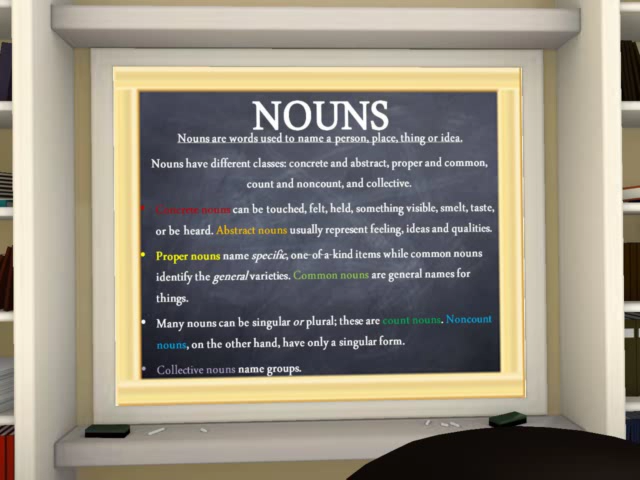 NOUNS
Nouns are words used to name a person, place, thing or idea.
Nouns have different classes: concrete and abstract, proper and common,
count and noncount, and collective.
• Concrete nouns can be touched, felt, held, something visible, smelt, taste,
or be heard. Abstract nouns usually represent feeling, ideas and qualities.
• Proper nouns name specific, one-of-a-kind items while common nouns
identify the general varieties. Common nouns are general names for
things.
• Many nouns can be singular or plural; these are count nouns. Noncount
nouns, on the other hand, have only a singular form.
• Collective nouns name groups.